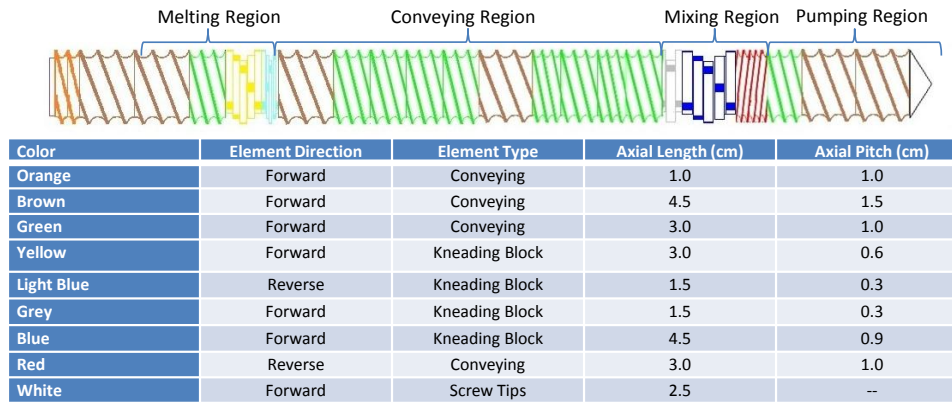 Melting Region Conveying Region Mixing Region Pumping Region
Color Element Direction Element Type Axial Length (cm) Axial Pitch (cm)
Orange Forward Conveying 1.0 1.0
Brown Forward Conveying 4.5 1.5
Green Forward Conveying 3.0 1.0
Yellow Forward Kneading Block 3.0 0.6
Light Blue Reverse Kneading Block 1.5 0.3
Grey Forward Kneading Block 1.5 0.3
Blue Forward Kneading Block 4.5 0.9
Red Reverse Conveying 3.0 1.0
White Forward Screw Tips 2.5 --